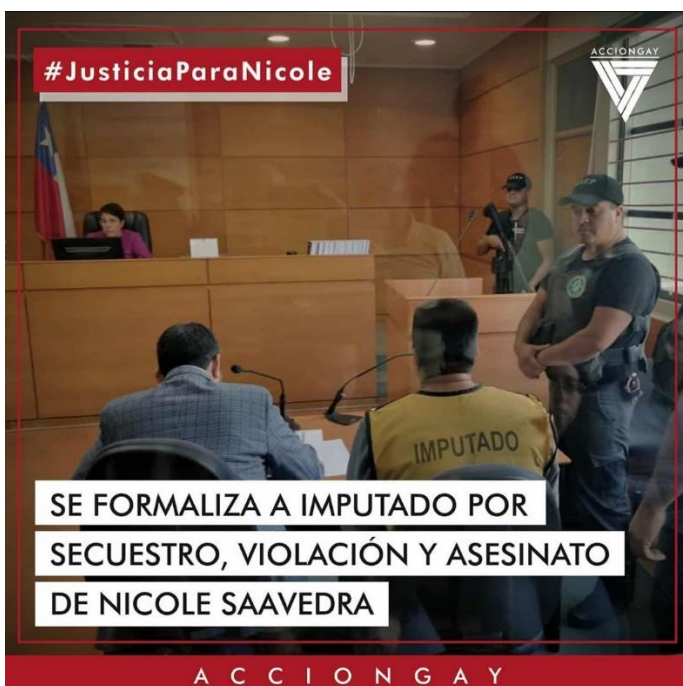 #JusticiaParaNicole
ACCIONGAY
IMPUTADO
SE FORMALIZA A IMPUTADO POR
SECUESTRO, VIOLACIÓN Y ASESINATO
DE NICOLE SAAVEDRA
ACCIONGAY